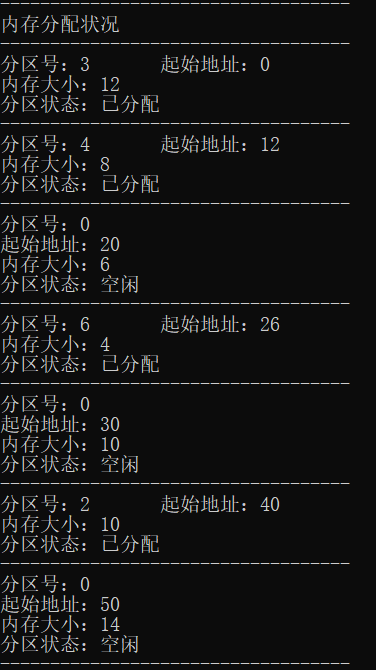 内存分配状况
分区号：3 起始地址：0
内存大小：12
分区状态：已分配
分区号：4 起始地址：12
内存大小：8
分区状态：已分配
分区号：0
起始地址：20
内存大小：6
分区状态：空闲
分区号：6 起始地址：26
内存大小：4
分区状态：已分配
分区号：0
起始地址：30
内存大小：10
分区状态：空闲
分区号：2 起始地址：40
内存大小：10
分区状态：已分配
分区号：0
起始地址：50
内存大小：14
分区状态：空闲